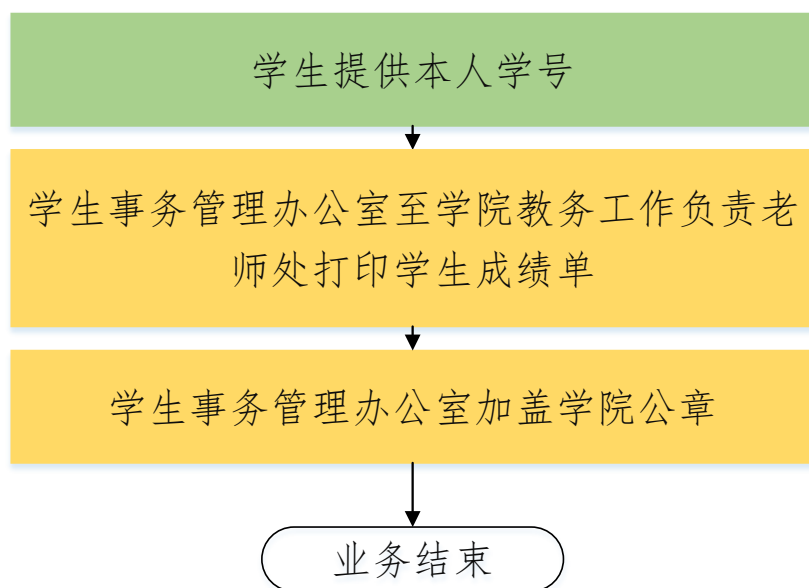 学生提供本人学号
学生事务管理办公室至学院教务工作负责老
师处打印学生成绩单
学生事务管理办公室加盖学院公章
业务结束